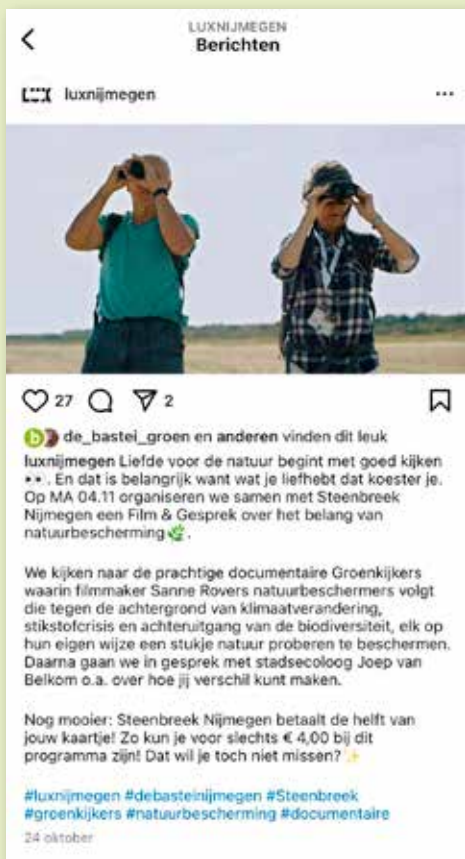 LUXNIJMEGEN
Berichten
luxnijmegen
27 2
de_bastei_groen en anderen vinden dit leuk
luxnijmegen Liefde voor de natuur begint met goed kijken
👀. En dat is belangrijk want wat je liefhebt dat koester je.
Op MA 04.11 organiseren we samen met Steenbreek
Nijmegen een Film & Gesprek over het belang van
natuurbescherming🌿.
We kijken naar de prachtige documentaire Groenkijkers
waarin filmmaker Sanne Rovers natuurbeschermers volgt
die tegen de achtergrond van klimaatverandering,
stikstofcrisis en achteruitgang van de biodiversiteit, elk op
hun eigen wijze een stukje natuur proberen te beschermen.
Daarna gaan we in gesprek met stadsecoloog Joep van
Belkom o.a. over hoe jij verschil kunt maken.
Nog mooier: Steenbreek Nijmegen betaalt de helft van
jouw kaartje! Zo kun je voor slechts € 4,00 bij dit
programma zijn! Dat wil je toch niet missen? ✨
#luxnijmegen #debasteinijmegen #Steenbreek
#groenkijkers #natuurbescherming #documentaire
24 oktober